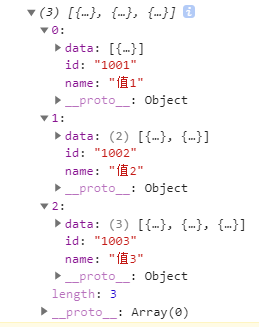 ▼(3) [{…}, {…}, {…}] i
▼0:
▶data: [{…}]
id: "1001"
name: "值1"
▶__proto__: Object
▼1:
▶data: (2) [{…}, {…}]
id: "1002"
name: "值2"
▶__proto__: Object
▼2:
▶data: (3) [{…}, {…}, {…}]
id: "1003"
name: "值3"
▶__proto__: Object
length: 3
▶__proto__: Array(0)